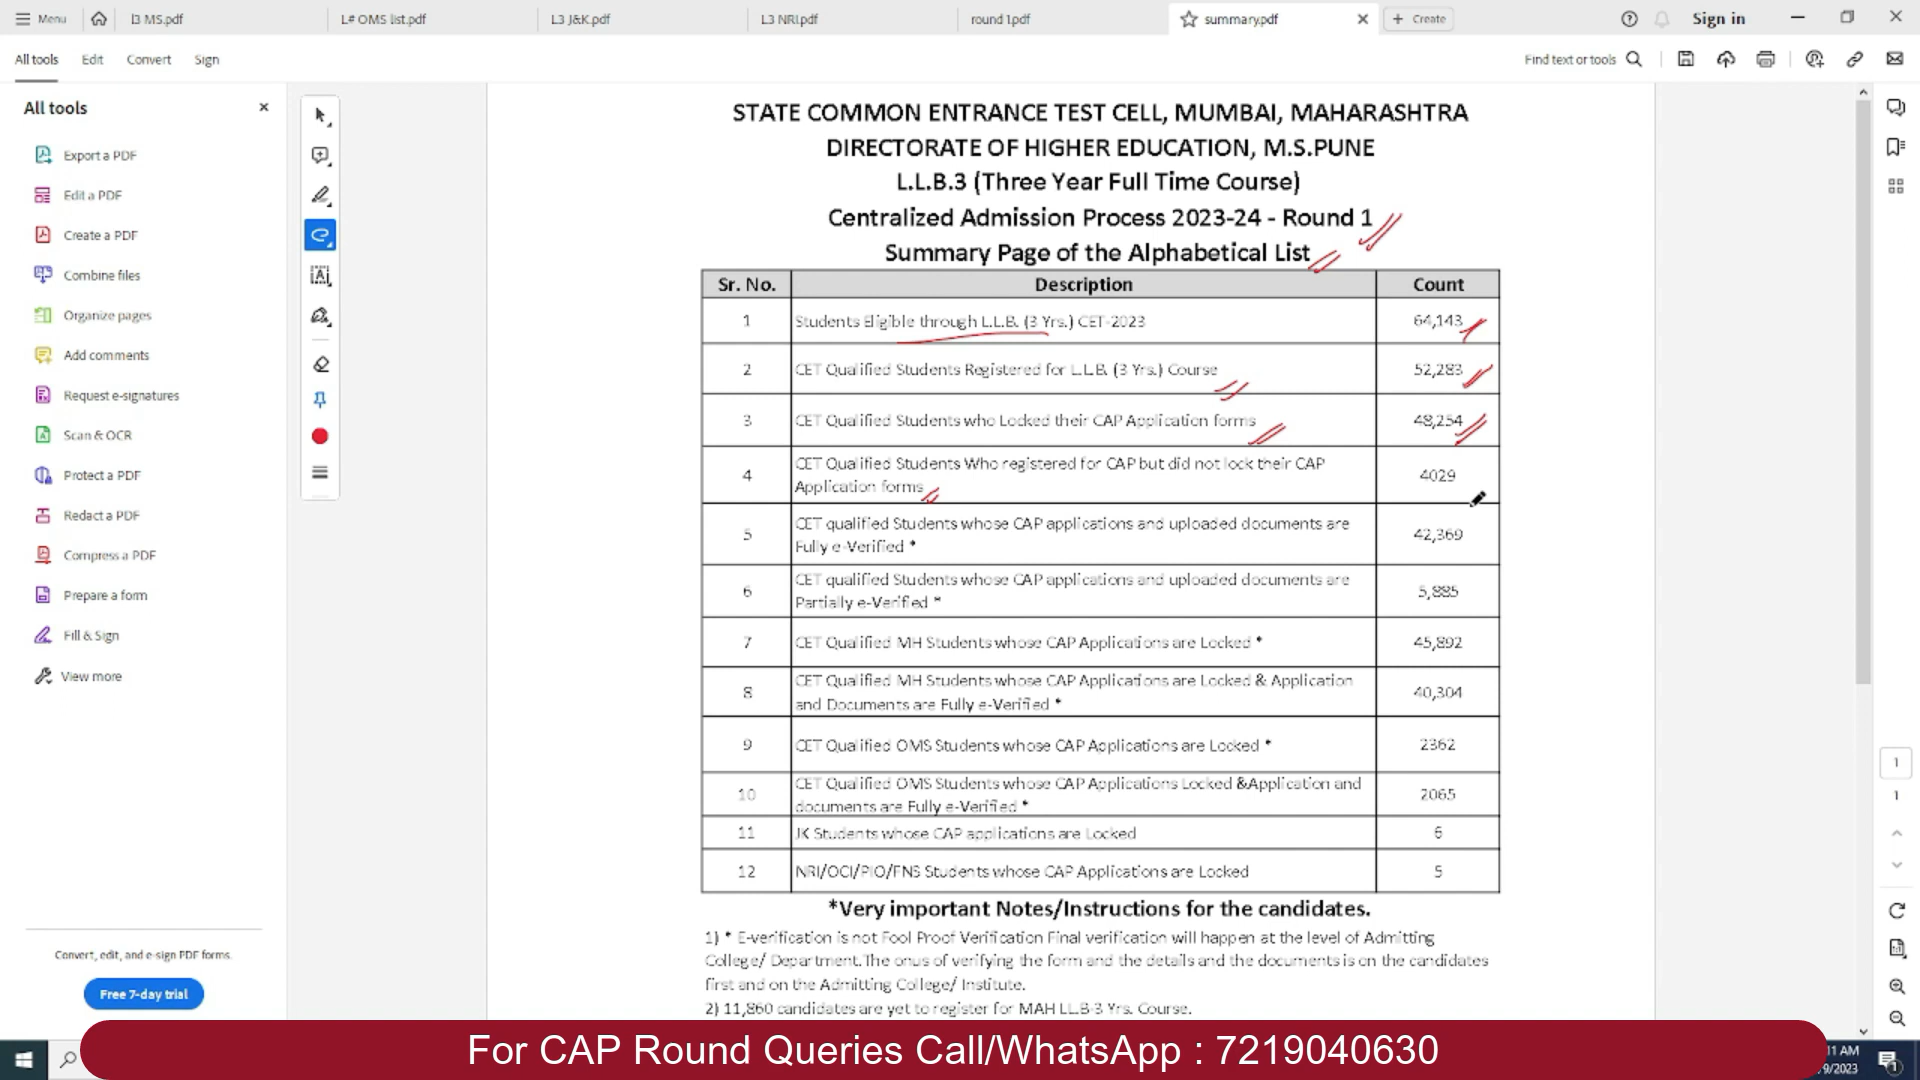 Menu
l3 MS.pdf
L# OMS list.pdf
L3 J&K.pdf
L3 NRI.pdf
round 1.pdf
summary.pdf
Create
Sign in
All tools
Edit
Convert
Sign
Find text or tools
All tools
Export a PDF
Edit a PDF
Create a PDF
Combine files
Organize pages
Add comments
Request e-signatures
Scan & OCR
Protect a PDF
Redact a PDF
Compress a PDF
Prepare a form
Fill & Sign
View more
Convert, edit, and e-sign PDF forms.
Free 7-day trial
STATE COMMON ENTRANCE TEST CELL, MUMBAI, MAHARASHTRA
DIRECTORATE OF HIGHER EDUCATION, M.S.PUNE
L.L.B.3 (Three Year Full Time Course)
Centralized Admission Process 2023-24 - Round 1
Summary Page of the Alphabetical List
Sr. No. Description Count
1 Students Eligible through L.L.B. (3 Yrs.) CET-2023 64,143
2 CET Qualified Students Registered for L.L.B. (3 Yrs.) Course 52,283
3 CET Qualified Students who Locked their CAP Application forms 48,254
4 CET Qualified Students Who registered for CAP but did not lock their CAP
Application forms 4029
5 CET qualified Students whose CAP applications and uploaded documents are
Fully e-Verified * 42,369
6 CET qualified Students whose CAP applications and uploaded documents are
Partially e-Verified * 5,885
7 CET Qualified MH Students whose CAP Applications are Locked * 45,892
8 CET Qualified MH Students whose CAP Applications are Locked & Application
and Documents are Fully e-Verified * 40,304
9 CET Qualified OMS Students whose CAP Applications are Locked * 2362
10 CET Qualified OMS Students whose CAP Applications Locked &Application and
documents are Fully e-Verified * 2065
11 JK Students whose CAP applications are Locked 6
12 NRI/OCI/PIO/FNS Students whose CAP Applications are Locked 5
*Very important Notes/Instructions for the candidates.
1) * E-verification is not Fool Proof Verification Final verification will happen at the level of Admitting
College/ Department.The onus of verifying the form and the details and the documents is on the candidates
first and on the Admitting College/ Institute.
2) 11,860 candidates are yet to register for MAH LL.B-3 Yrs. Course.
1
1
For CAP Round Queries Call/WhatsApp : 7219040630
11 AM
/9/2023
1